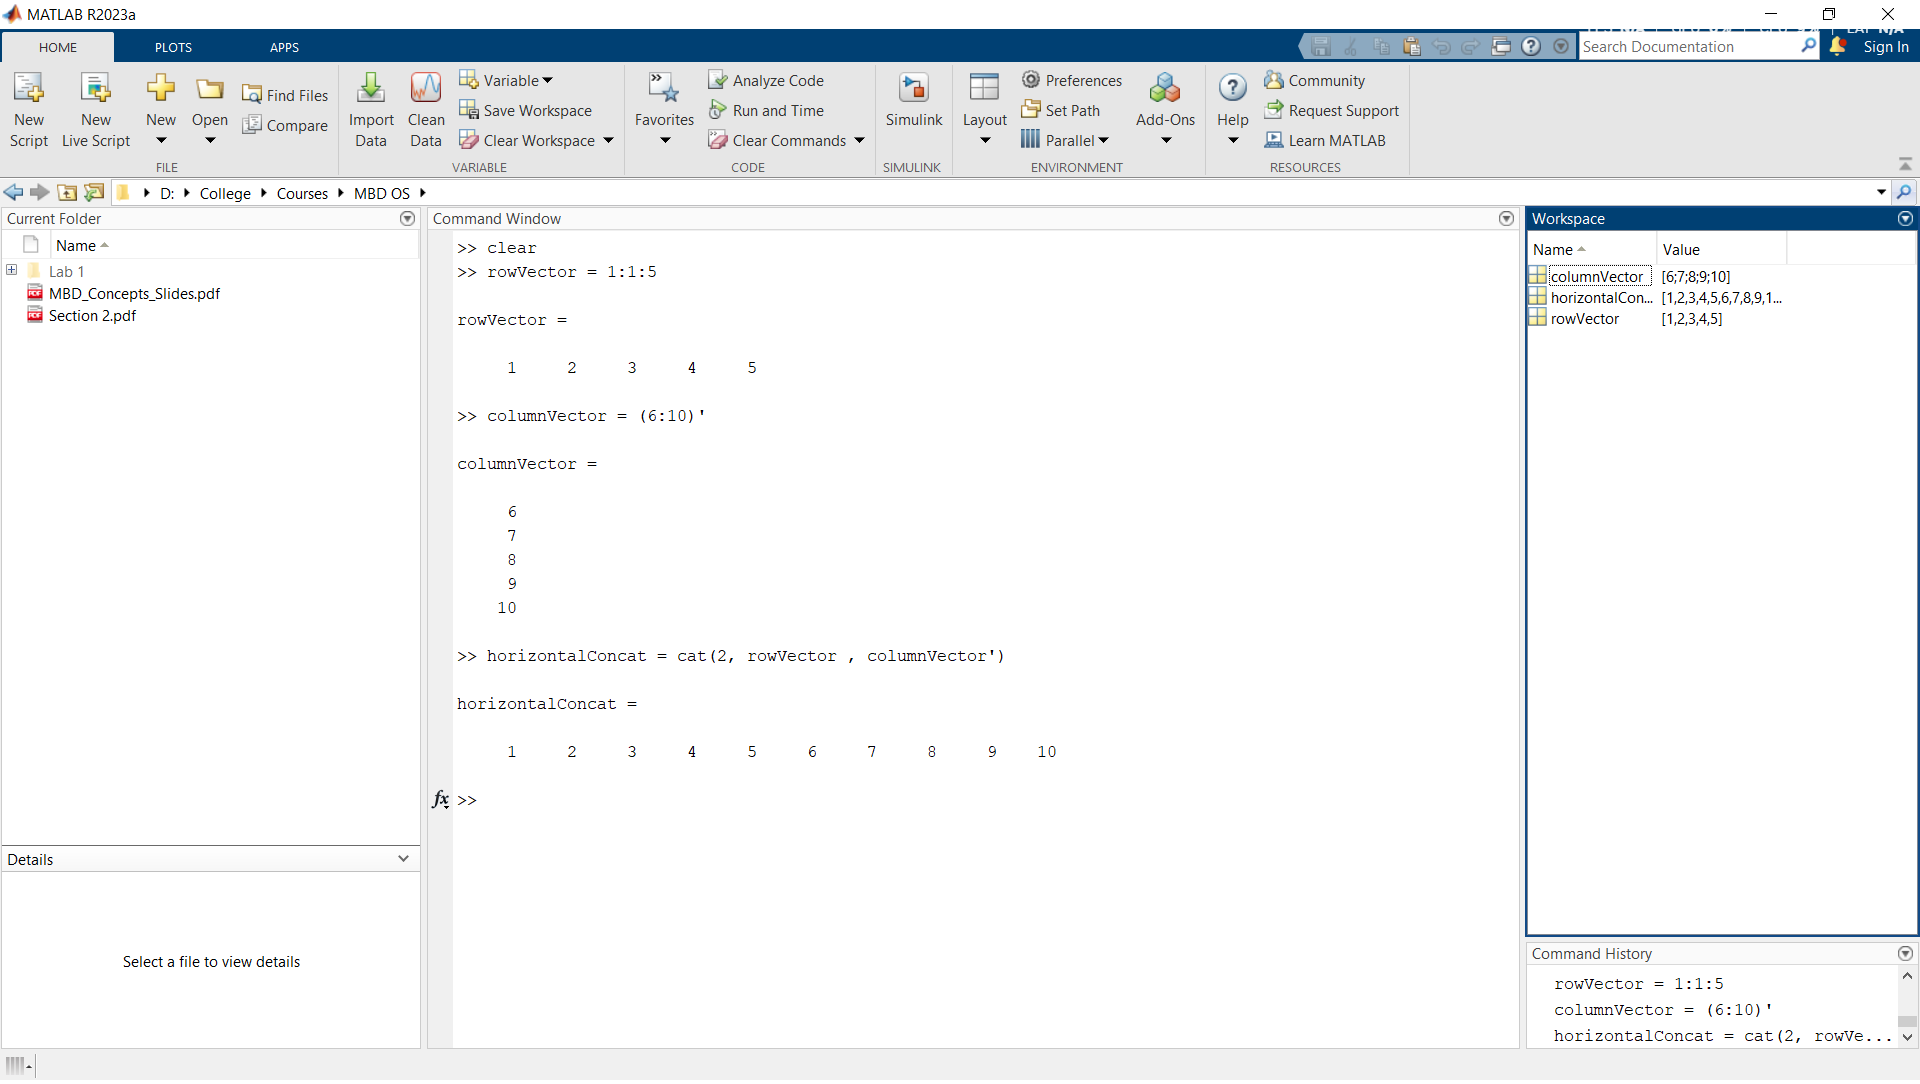 MATLAB R2023a
HOME
PLOTS
APPS
Search Documentation
Sign In
New Script
New Live Script
New
Open
Find Files
Compare
FILE
Import Data
Clean Data
Variable
Save Workspace
Clear Workspace
VARIABLE
Favorites
Analyze Code
Run and Time
Clear Commands
CODE
Simulink
SIMULINK
Layout
Preferences
Set Path
Parallel
Add-Ons
ENVIRONMENT
Help
Community
Request Support
Learn MATLAB
RESOURCES
D: College Courses MBD OS
Current Folder
Name
Lab 1
MBD_Concepts_Slides.pdf
Section 2.pdf
Details
Select a file to view details
Command Window
>> clear
>> rowVector = 1:1:5
rowVector =
1 2 3 4 5
>> columnVector = (6:10)'
columnVector =
6
7
8
9
10
>> horizontalConcat = cat(2, rowVector , columnVector')
horizontalConcat =
1 2 3 4 5 6 7 8 9 10
fx >>
Workspace
Name Value
columnVector [6;7;8;9;10]
horizontalCon... [1,2,3,4,5,6,7,8,9,1...
rowVector [1,2,3,4,5]
Command History
rowVector = 1:1:5
columnVector = (6:10)'
horizontalConcat = cat(2, rowVe...